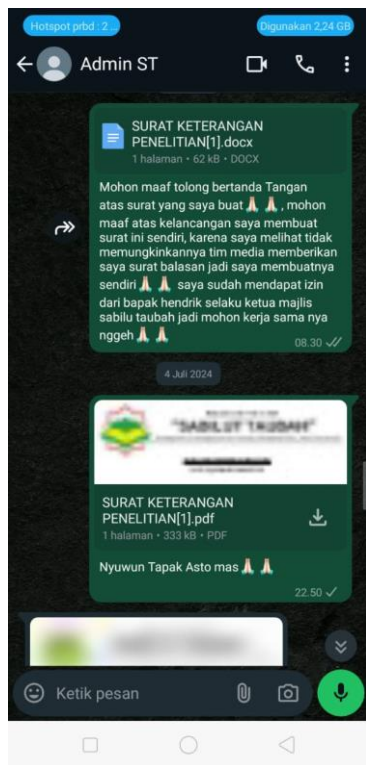 Hotspot prbd : 2...
Digunakan 2,24 GB
Admin ST
SURAT KETERANGAN
PENELITIAN[1].docx
1 halaman • 62 kB • DOCX
Mohon maaf tolong bertanda Tangan
atas surat yang saya buat🙏🏻🙏🏻, mohon
maaf atas kelancangan saya membuat
surat ini sendiri, karena saya melihat tidak
memungkinkannya tim media memberikan
saya surat balasan jadi saya membuatnya
sendiri🙏🏻🙏🏻 saya sudah mendapat izin
dari bapak hendrik selaku ketua majlis
sabilu taubah jadi mohon kerja sama nya
nggeh🙏🏻🙏🏻
08.30
4 Juli 2024
"SABILUT TAUBAH"
SURAT KETERANGAN
PENELITIAN[1].pdf
1 halaman • 333 kB • PDF
Nyuwun Tapak Asto mas🙏🏻🙏🏻
22.50
Ketik pesan